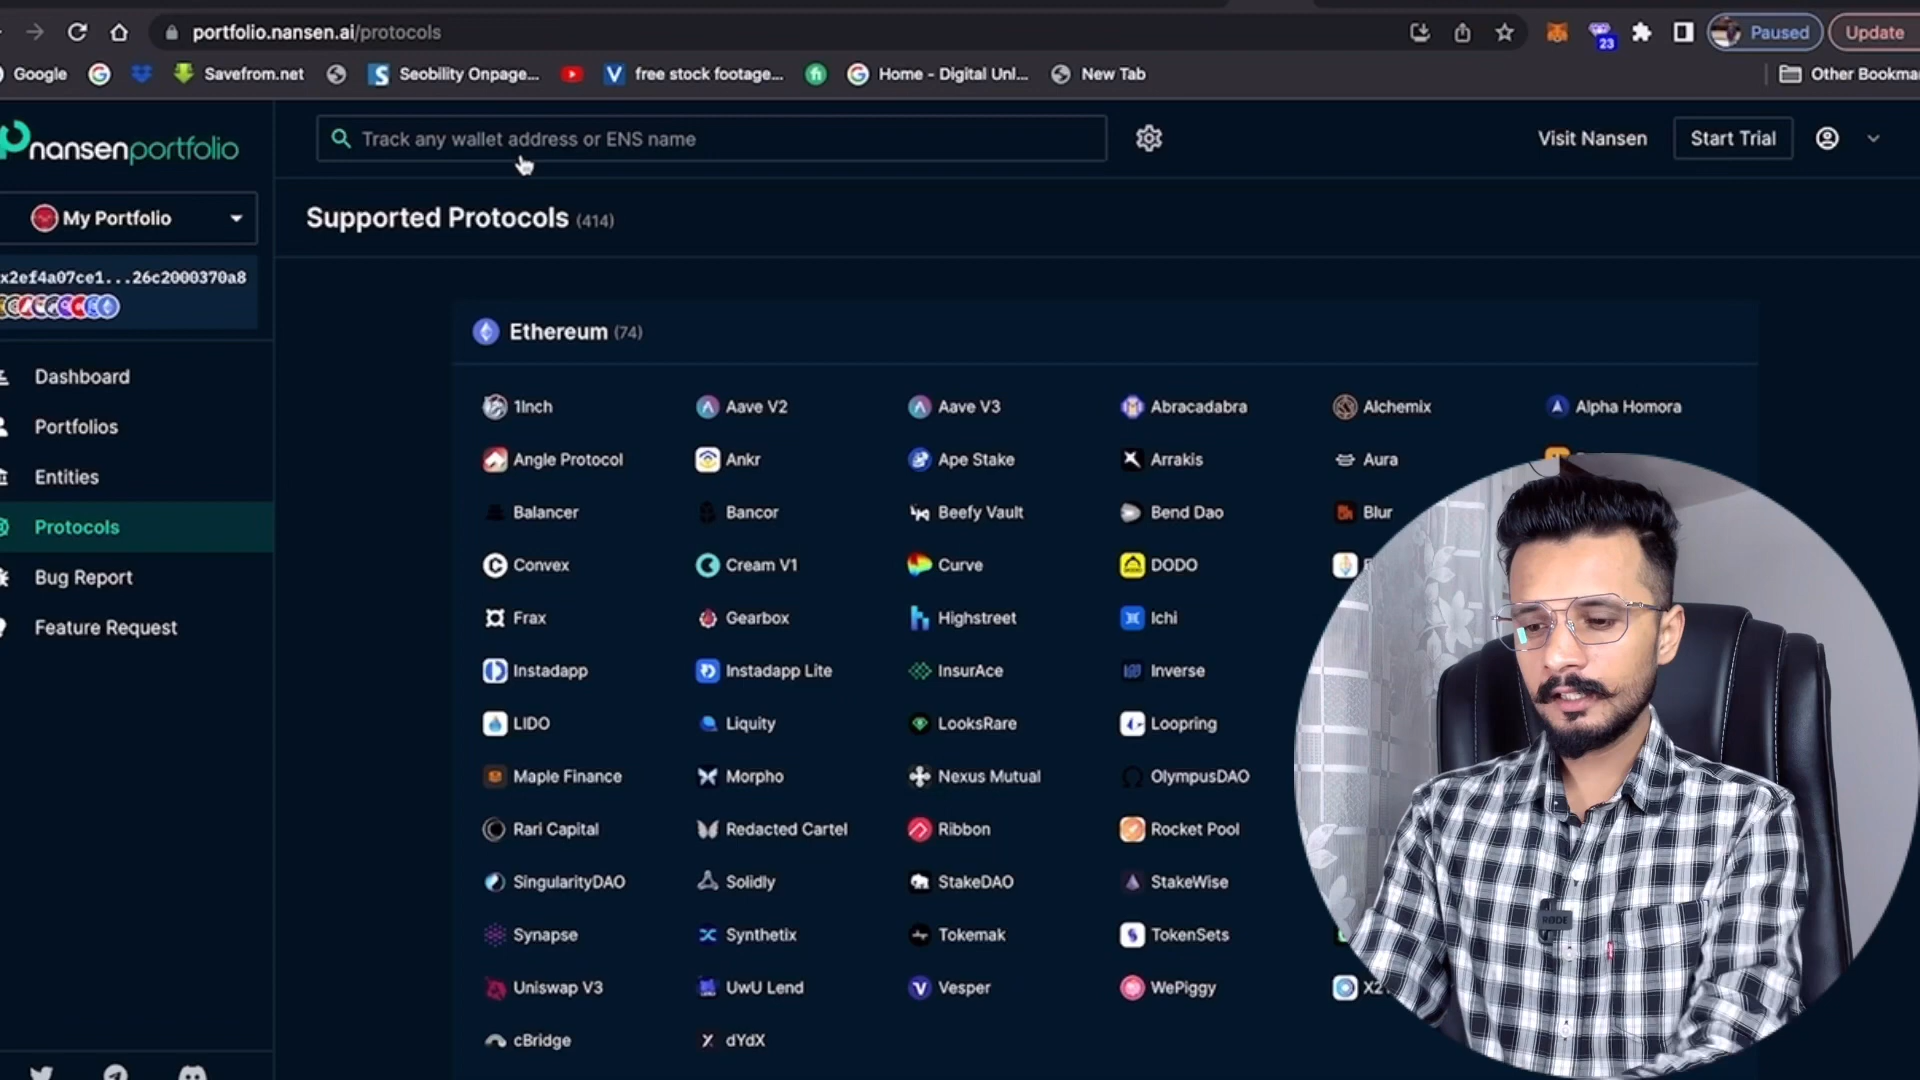 portfolio.nansen.ai/protocols
Paused
Update
Google
Savefrom.net
Seobility Onpage...
free stock footage...
Home - Digital Unl...
New Tab
Other Bookma
23
nansenportfolio
Track any wallet address or ENS name
Visit Nansen
Start Trial
My Portfolio
x2ef4a07ce1...26c2000370a8
Dashboard
Portfolios
Entities
Protocols
Bug Report
Feature Request
Supported Protocols (414)
Ethereum (74)
1Inch Aave V2 Aave V3 Abracadabra Alchemix Alpha Homora
Angle Protocol Ankr Ape Stake Arrakis Aura
Balancer Bancor Beefy Vault Bend Dao Blur
Convex Cream V1 Curve DODO
Frax Gearbox Highstreet Ichi
Instadapp Instadapp Lite InsurAce Inverse
LIDO Liquity LooksRare Loopring
Maple Finance Morpho Nexus Mutual OlympusDAO
Rari Capital Redacted Cartel Ribbon Rocket Pool
SingularityDAO Solidly StakeDAO StakeWise
Synapse Synthetix Tokemak TokenSets
Uniswap V3 UwU Lend Vesper WePiggy X2
cBridge dYdX
RØDE